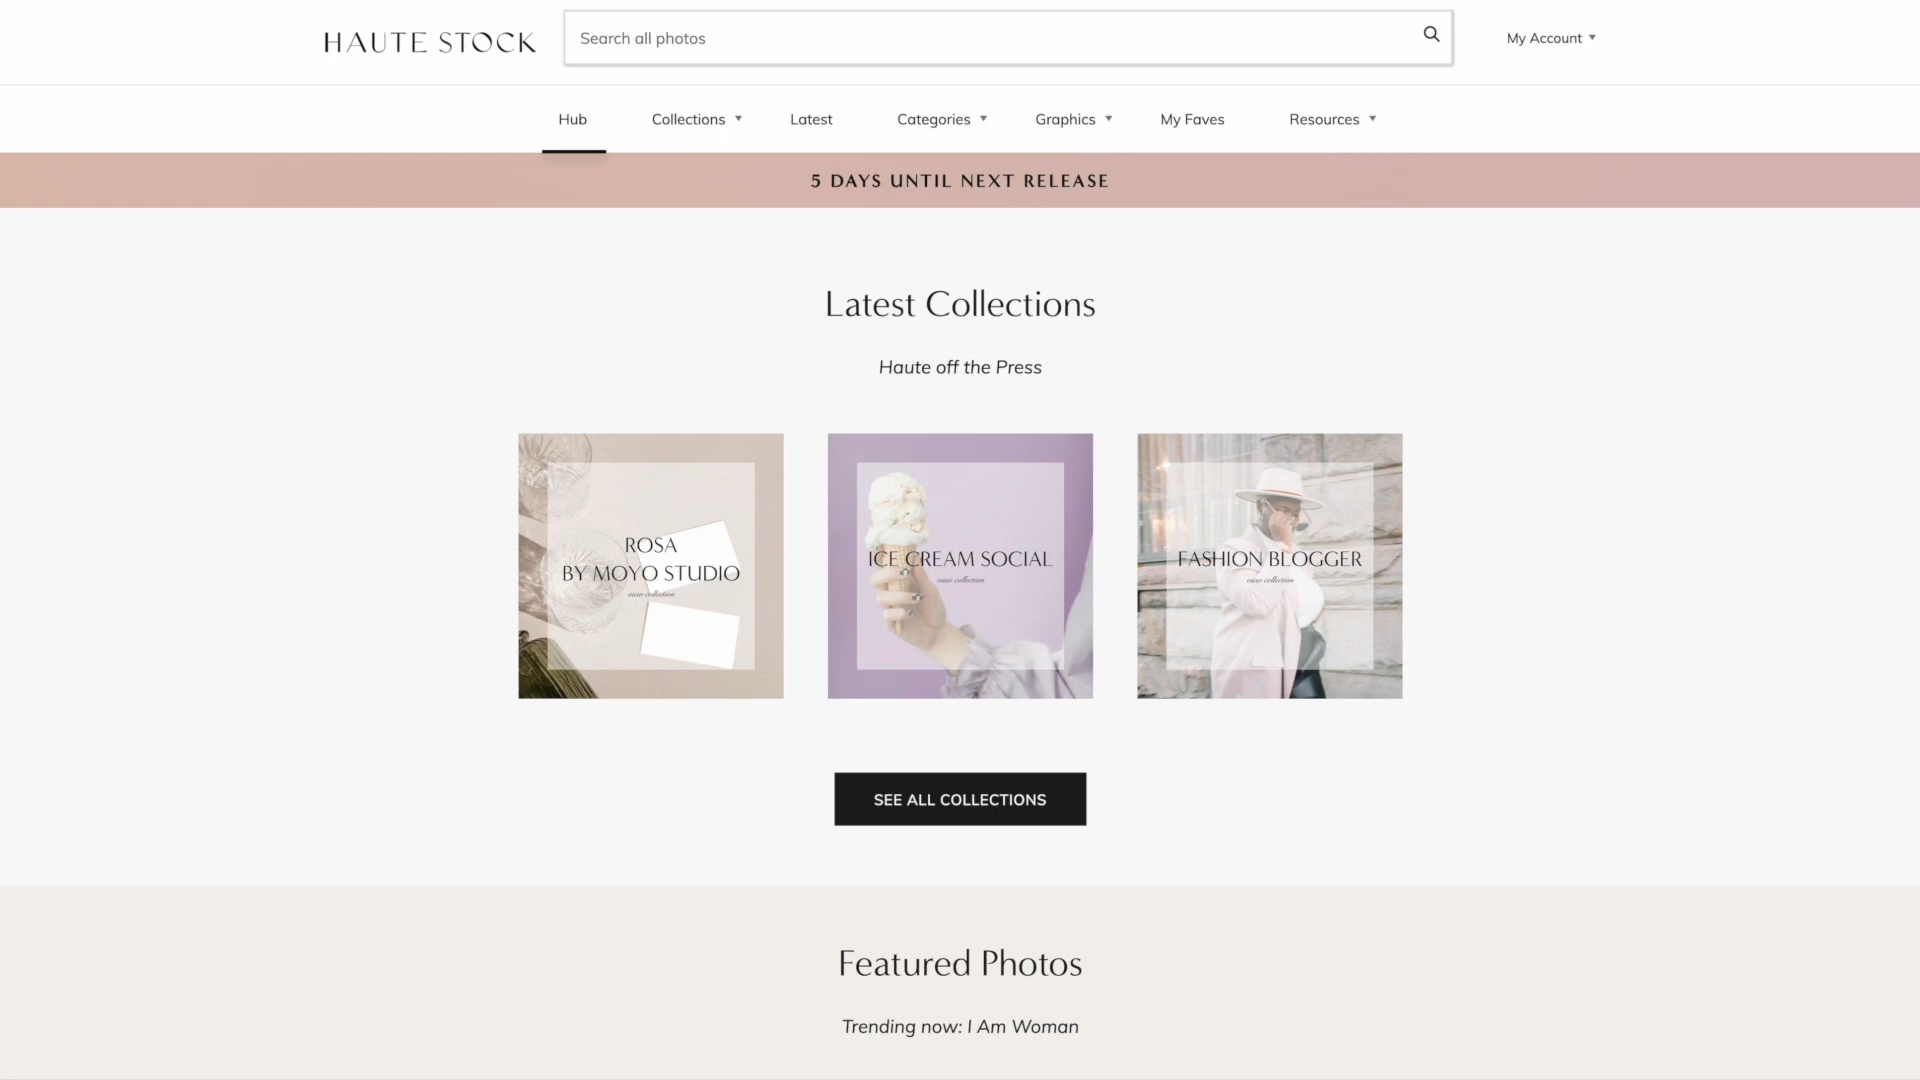 HAUTE STOCK
Search all photos
My Account
Hub
Collections
Latest
Categories
Graphics
My Faves
Resources
5 DAYS UNTIL NEXT RELEASE
Latest Collections
Haute off the Press
ROSA
BY MOYO STUDIO
view collection
ICE CREAM SOCIAL
view collection
FASHION BLOGGER
view collection
SEE ALL COLLECTIONS
Featured Photos
Trending now: I Am Woman